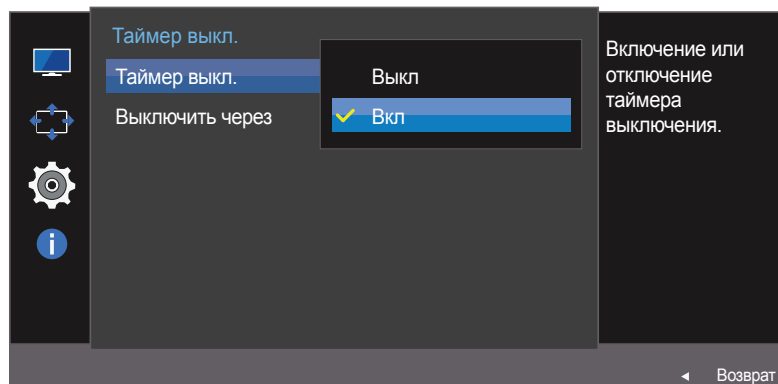 Таймер выкл.
Таймер выкл.
Выключить через
Выкл
Вкл
Включение или
отключение
таймера
выключения.
Возврат